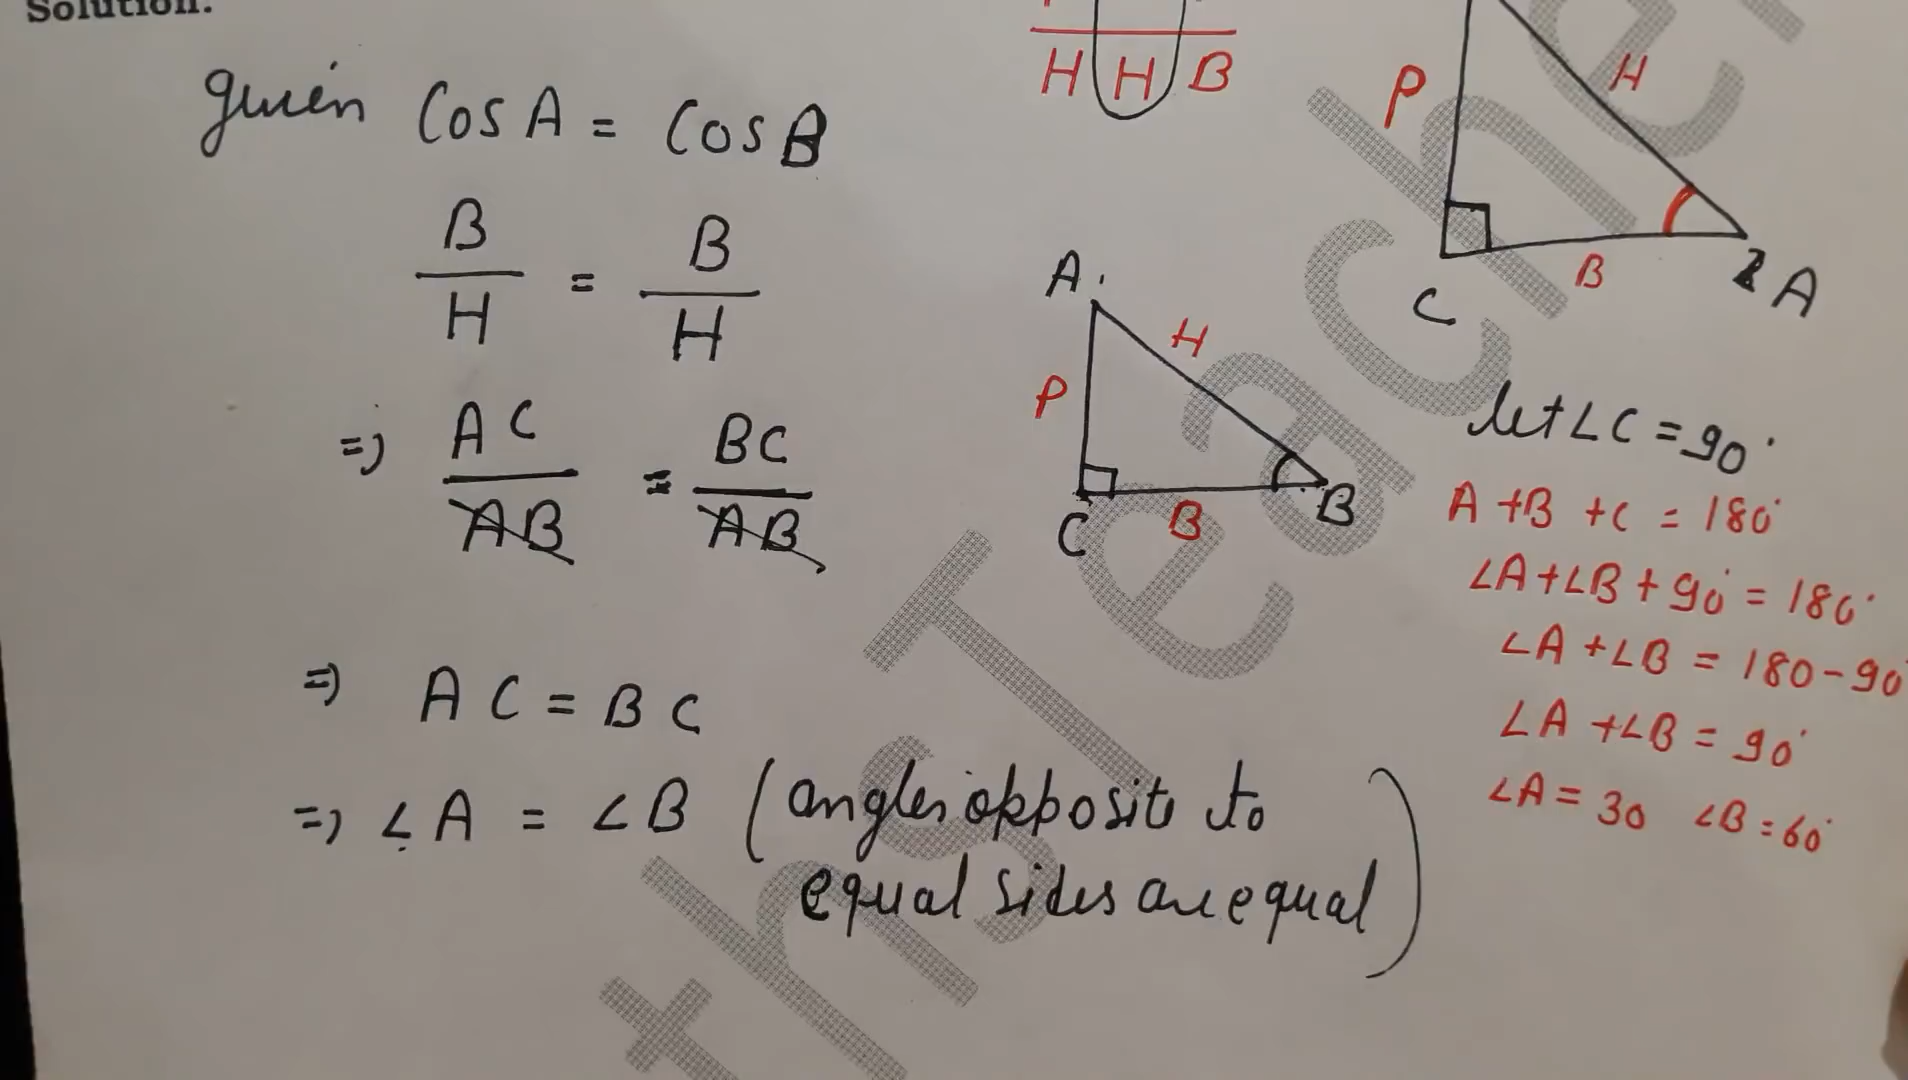 Solution:
H H B
given Cos A = Cos B
B/H = B/H
=> AC/AB = BC/AB
=> AC = BC
=> ∠A = ∠B (angles opposite to
equal sides are equal)
P H
C B A
A
P H
C B B
let ∠C = 90°
A + B + C = 180°
∠A + ∠B + 90° = 180°
∠A + ∠B = 180 - 90
∠A + ∠B = 90°
∠A = 30 ∠B = 60°
thsTeache